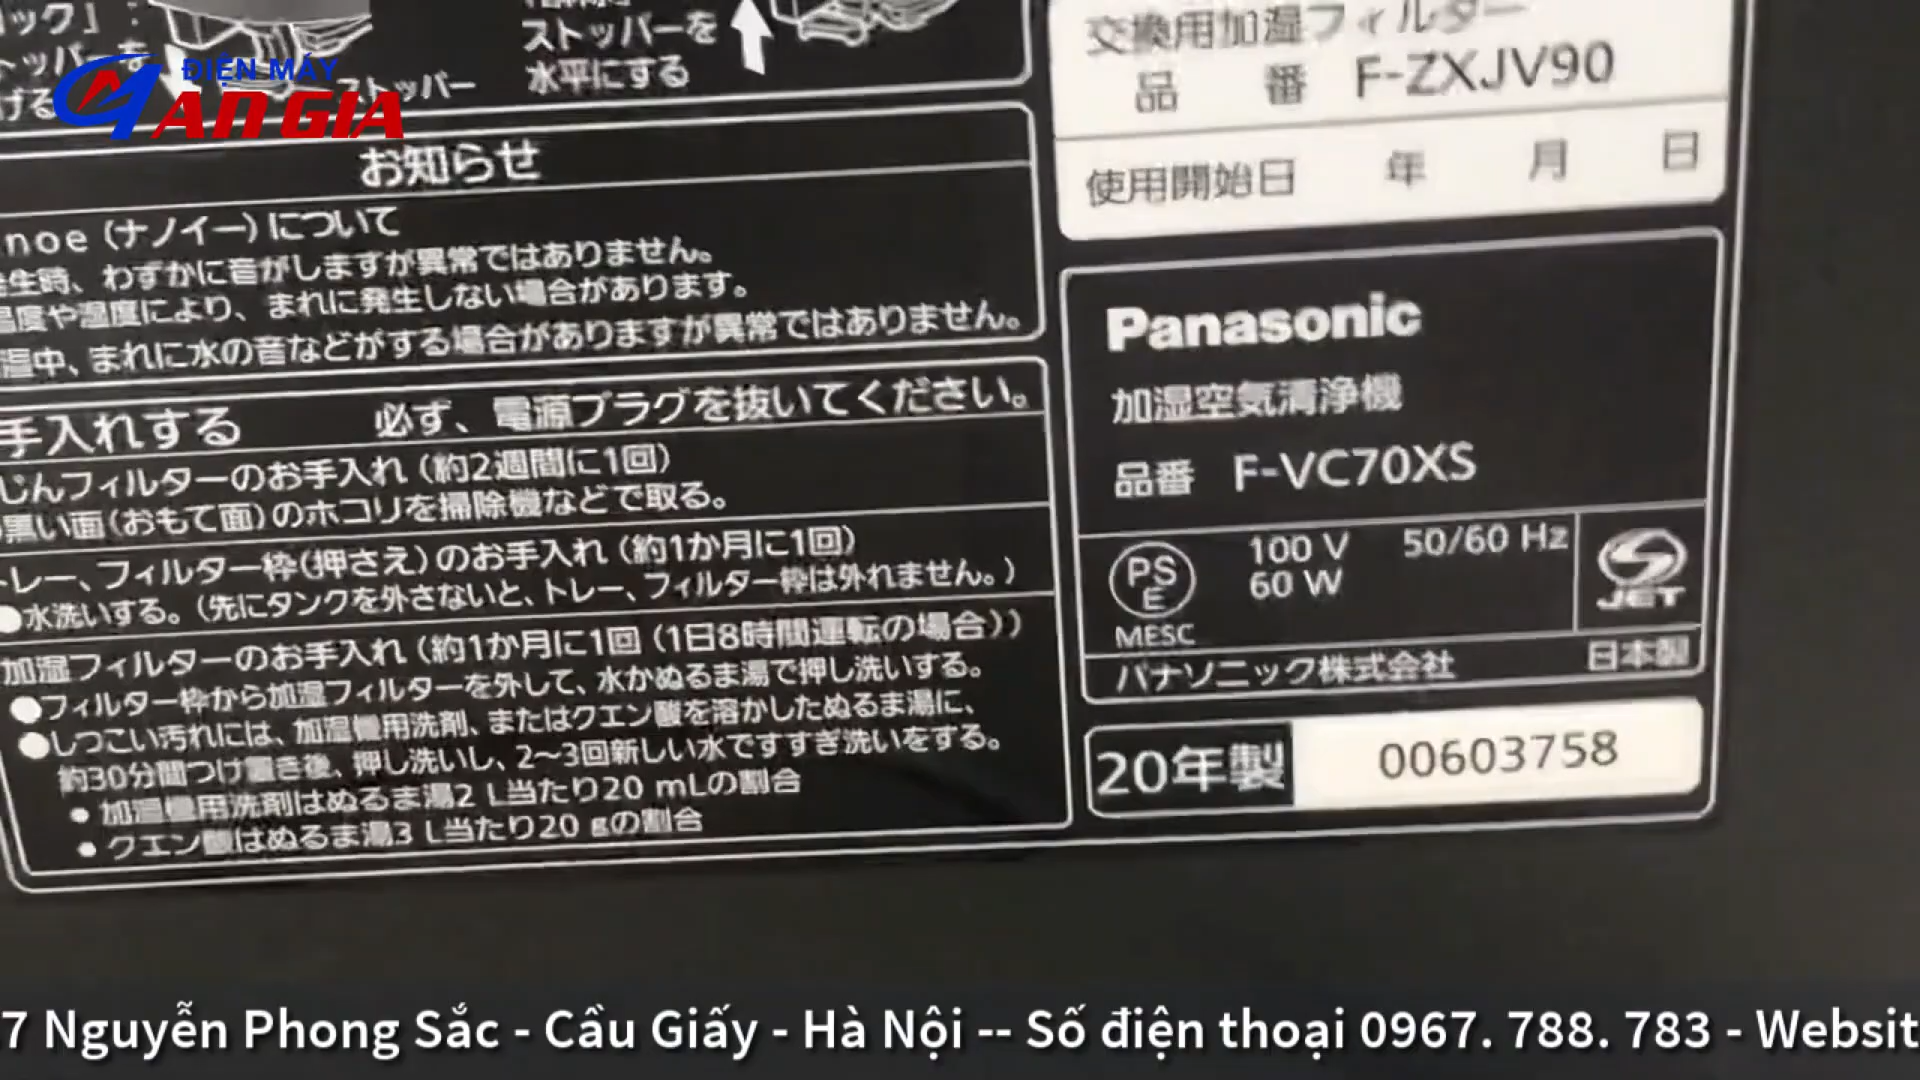 ロック」:
トッパーを
げる
ストッパー
ストッパーを
水平にする
ĐIỆN MÁY
AN GIA
お知らせ
noe (ナノイー)について
生時、わずかに音がしますが異常ではありません。
温度や湿度により、まれに発生しない場合があります。
湿中、まれに水の音などがする場合がありますが異常ではありません。
手入れする 必ず、電源プラグを抜いてください。
じんフィルターのお手入れ (約2週間に1回)
黒い面(おもて面)のホコリを掃除機などで取る。
トレー、フィルター枠(押さえ)のお手入れ (約1か月に1回)
●水洗いする。(先にタンクを外さないと、トレー、フィルター枠は外れません。)
加湿フィルターのお手入れ (約1か月に1回 (1日8時間運転の場合))
●フィルター枠から加湿フィルターを外して、水かぬるま湯で押し洗いする。
●しつこい汚れには、加湿機用洗剤、またはクエン酸を溶かしたぬるま湯に、
約30分間つけ置き後、押し洗いし、2〜3回新しい水ですすぎ洗いをする。
• 加湿機用洗剤はぬるま湯2 L当たり20 mLの割合
• クエン酸はぬるま湯3 L当たり20 gの割合
交換用加湿フィルター
品 番 F-ZXJV90
使用開始日 年 月 日
Panasonic
加湿空気清浄機
品番 F-VC70XS
PS
E
MESC
100 V 50/60 Hz
60 W
JET
パナソニック株式会社 日本製
20年製 00603758
7 Nguyễn Phong Sắc - Cầu Giấy - Hà Nội -- Số điện thoại 0967. 788. 783 - Websit